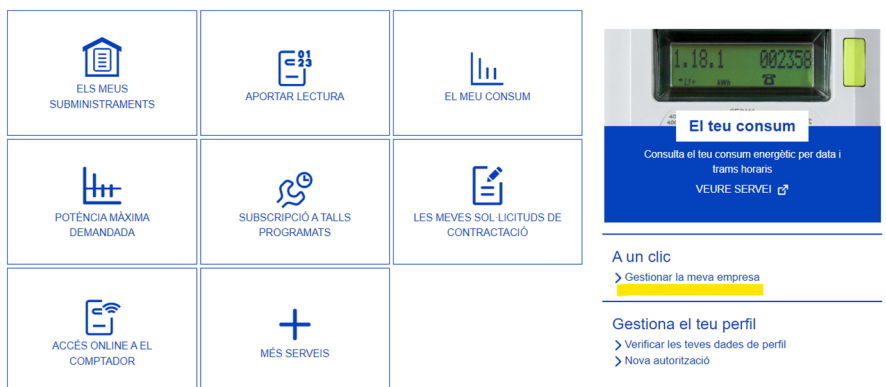 ELS MEUS
SUBMINISTRAMENTS
APORTAR LECTURA
EL MEU CONSUM
POTÈNCIA MÀXIMA
DEMANDADA
SUBSCRIPCIÓ A TALLS
PROGRAMATS
LES MEVES SOL·LICITUDS DE
CONTRACTACIÓ
ACCÉS ONLINE A EL
COMPTADOR
MÉS SERVEIS
01
23
1.18.1 002358
kWh
El teu consum
Consulta el teu consum energètic per data i
trams horaris
VEURE SERVEI
A un clic
Gestionar la meva empresa
Gestiona el teu perfil
Verificar les teves dades de perfil
Nova autorització